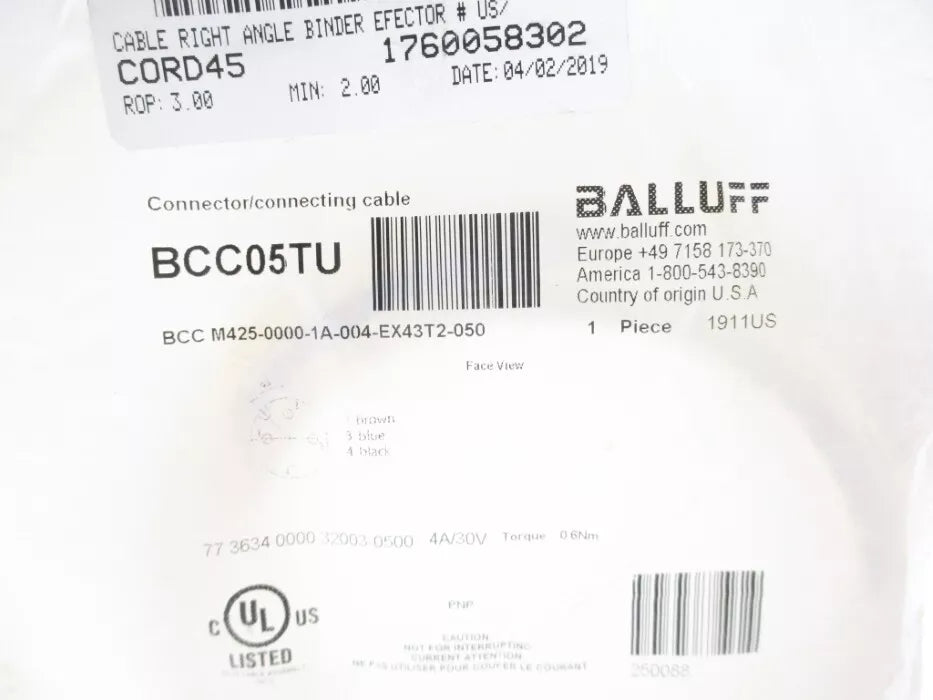 CABLE RIGHT ANGLE BINDER EFECTOR # US/
CORD45 1760058302
ROP: 3.00 MIN: 2.00 DATE: 04/02/2019
Connector/connecting cable
BALLUFF
www.balluff.com
BCC05TU
Europe +49 7158 173-370
America 1-800-543-8390
Country of origin U.S.A
BCC M425-0000-1A-004-EX43T2-050
1 Piece 1911US
Face View
1 brown
3 blue
4 black
77 3634 0000 32003 0500 4A/30V Torque 0.6Nm
C UL US
LISTED
PNP
CAUTION
NOT FOR INTERRUPTING
CURRENT ATTENTION
NE PAS UTILISER POUR COUPER LE COURANT
250088